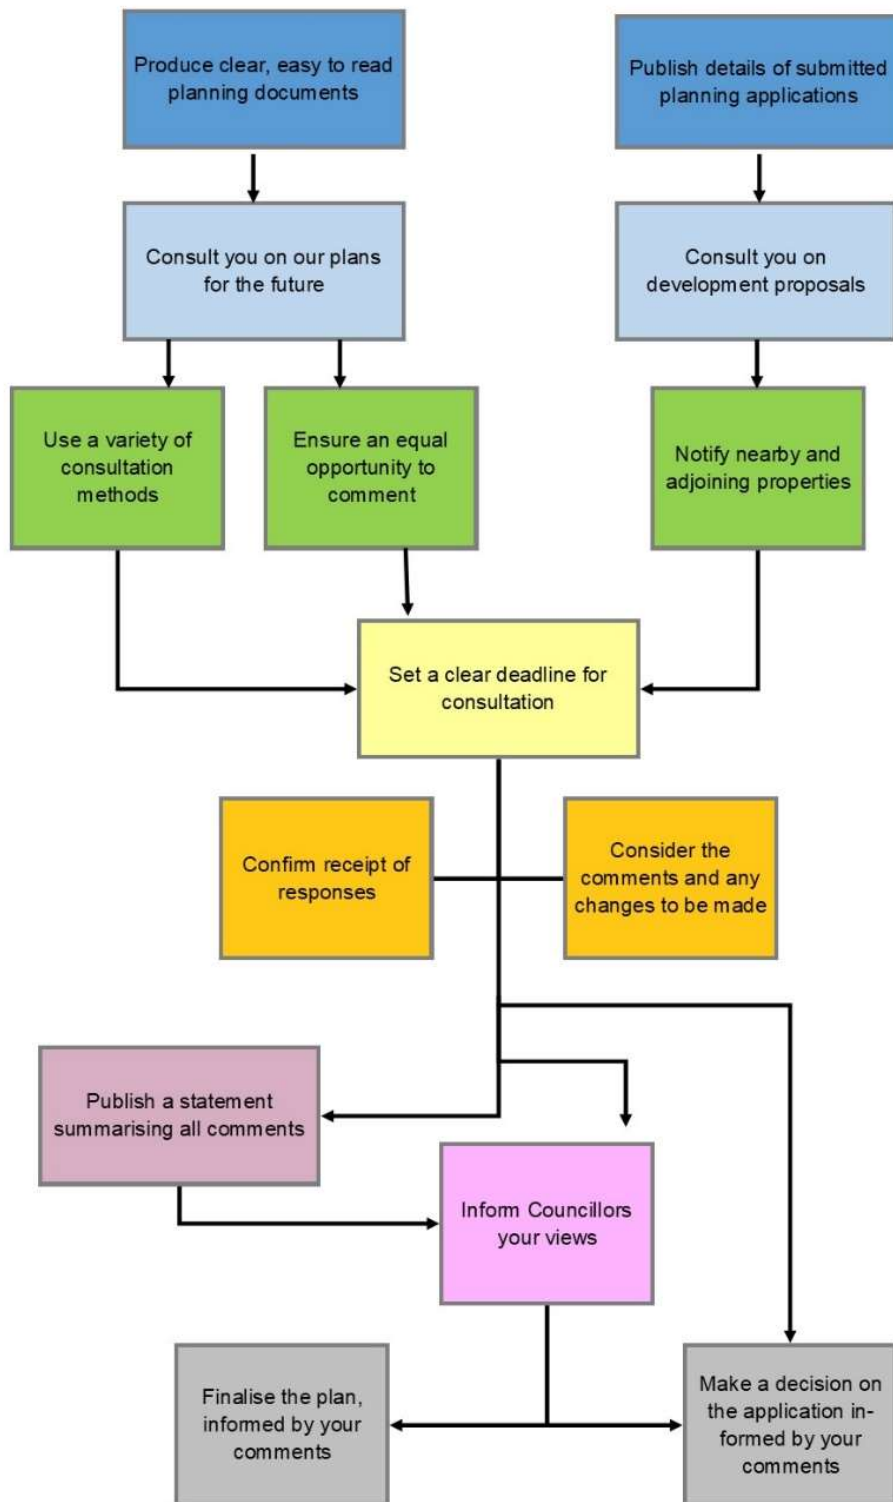 Produce clear, easy to read
planning documents
Publish details of submitted
planning applications
Consult you on our plans
for the future
Consult you on
development proposals
Use a variety of
consultation
methods
Ensure an equal
opportunity to
comment
Notify nearby and
adjoining properties
Set a clear deadline for
consultation
Confirm receipt of
responses
Consider the
comments and any
changes to be made
Publish a statement
summarising all comments
Inform Councillors
your views
Finalise the plan,
informed by your
comments
Make a decision on
the application in-
formed by your
comments